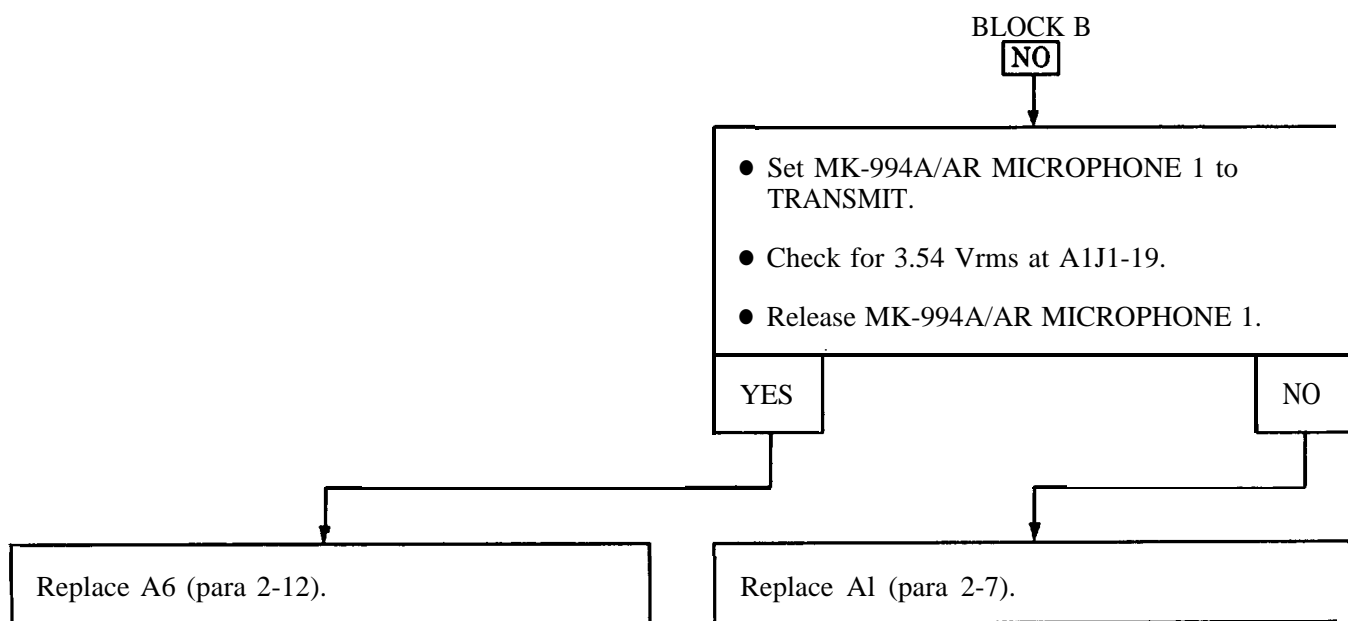 BLOCK B
NO
● Set MK-994A/AR MICROPHONE 1 to
TRANSMIT.
● Check for 3.54 Vrms at A1J1-19.
● Release MK-994A/AR MICROPHONE 1.
YES
NO
Replace A6 (para 2-12).
Replace Al (para 2-7).